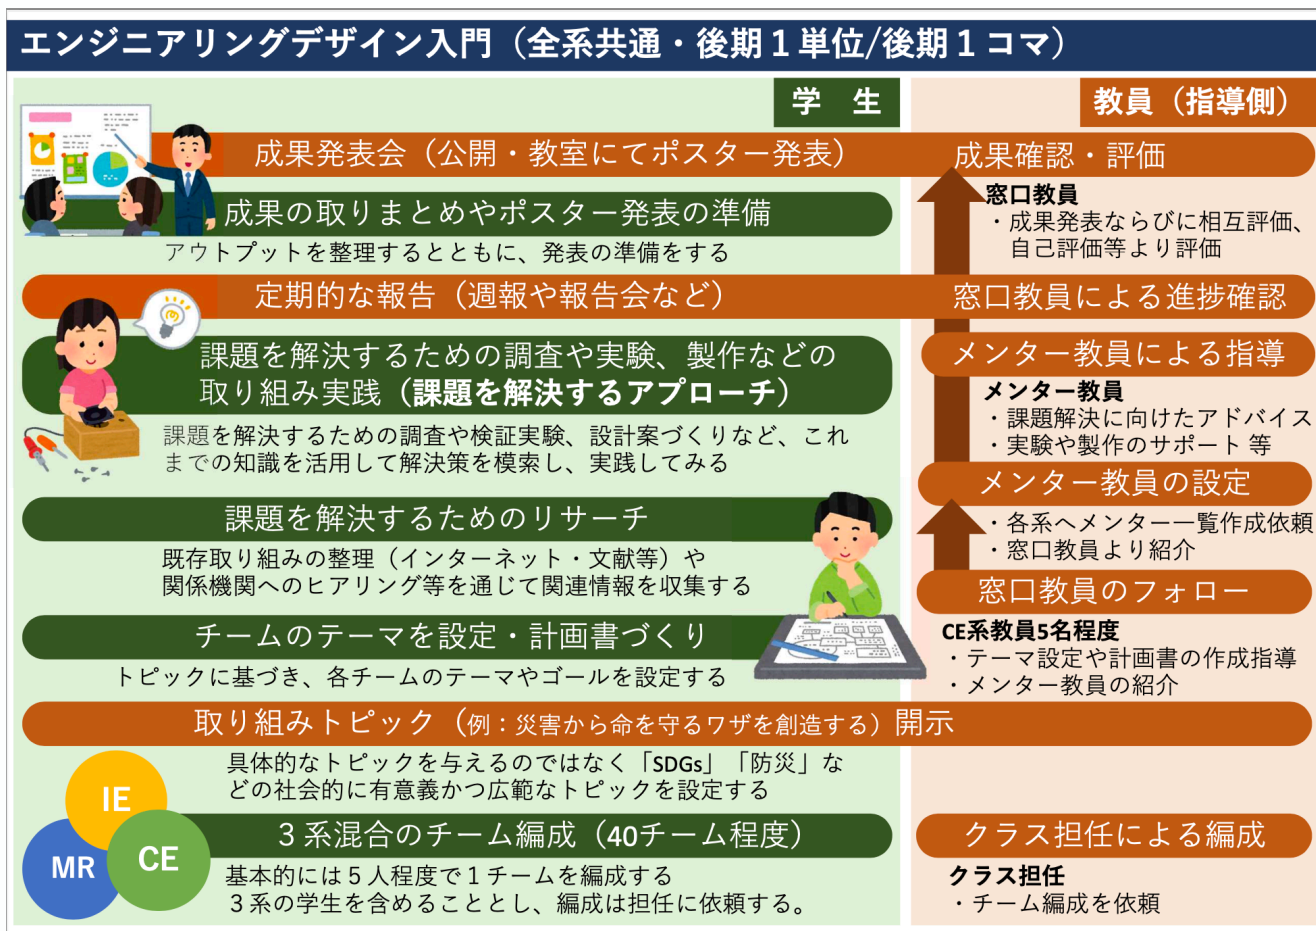 エンジニアリングデザイン入門（全系共通・後期１単位/後期１コマ）
学　生
教員（指導側）
成果発表会（公開・教室にてポスター発表）
成果確認・評価
窓口教員
・成果発表ならびに相互評価、
自己評価等より評価
成果の取りまとめやポスター発表の準備
アウトプットを整理するとともに、発表の準備をする
定期的な報告（週報や報告会など）
窓口教員による進捗確認
課題を解決するための調査や実験、製作などの
取り組み実践（課題を解決するアプローチ）
課題を解決するための調査や検証実験、設計案づくりなど、これ
までの知識を活用して解決策を模索し、実践してみる
メンター教員による指導
メンター教員
・課題解決に向けたアドバイス
・実験や製作のサポート 等
メンター教員の設定
・各系へメンター一覧作成依頼
・窓口教員より紹介
課題を解決するためのリサーチ
既存取り組みの整理（インターネット・文献等）や
関係機関へのヒアリング等を通じて関連情報を収集する
窓口教員のフォロー
CE系教員5名程度
・テーマ設定や計画書の作成指導
・メンター教員の紹介
チームのテーマを設定・計画書づくり
トピックに基づき、各チームのテーマやゴールを設定する
取り組みトピック（例：災害から命を守るワザを創造する）開示
具体的なトピックを与えるのではなく「SDGs」「防災」な
どの社会的に有意義かつ広範なトピックを設定する
IE
MR
CE
３系混合のチーム編成（40チーム程度）
基本的には５人程度で１チームを編成する
３系の学生を含めることとし、編成は担任に依頼する。
クラス担任による編成
クラス担任
・チーム編成を依頼